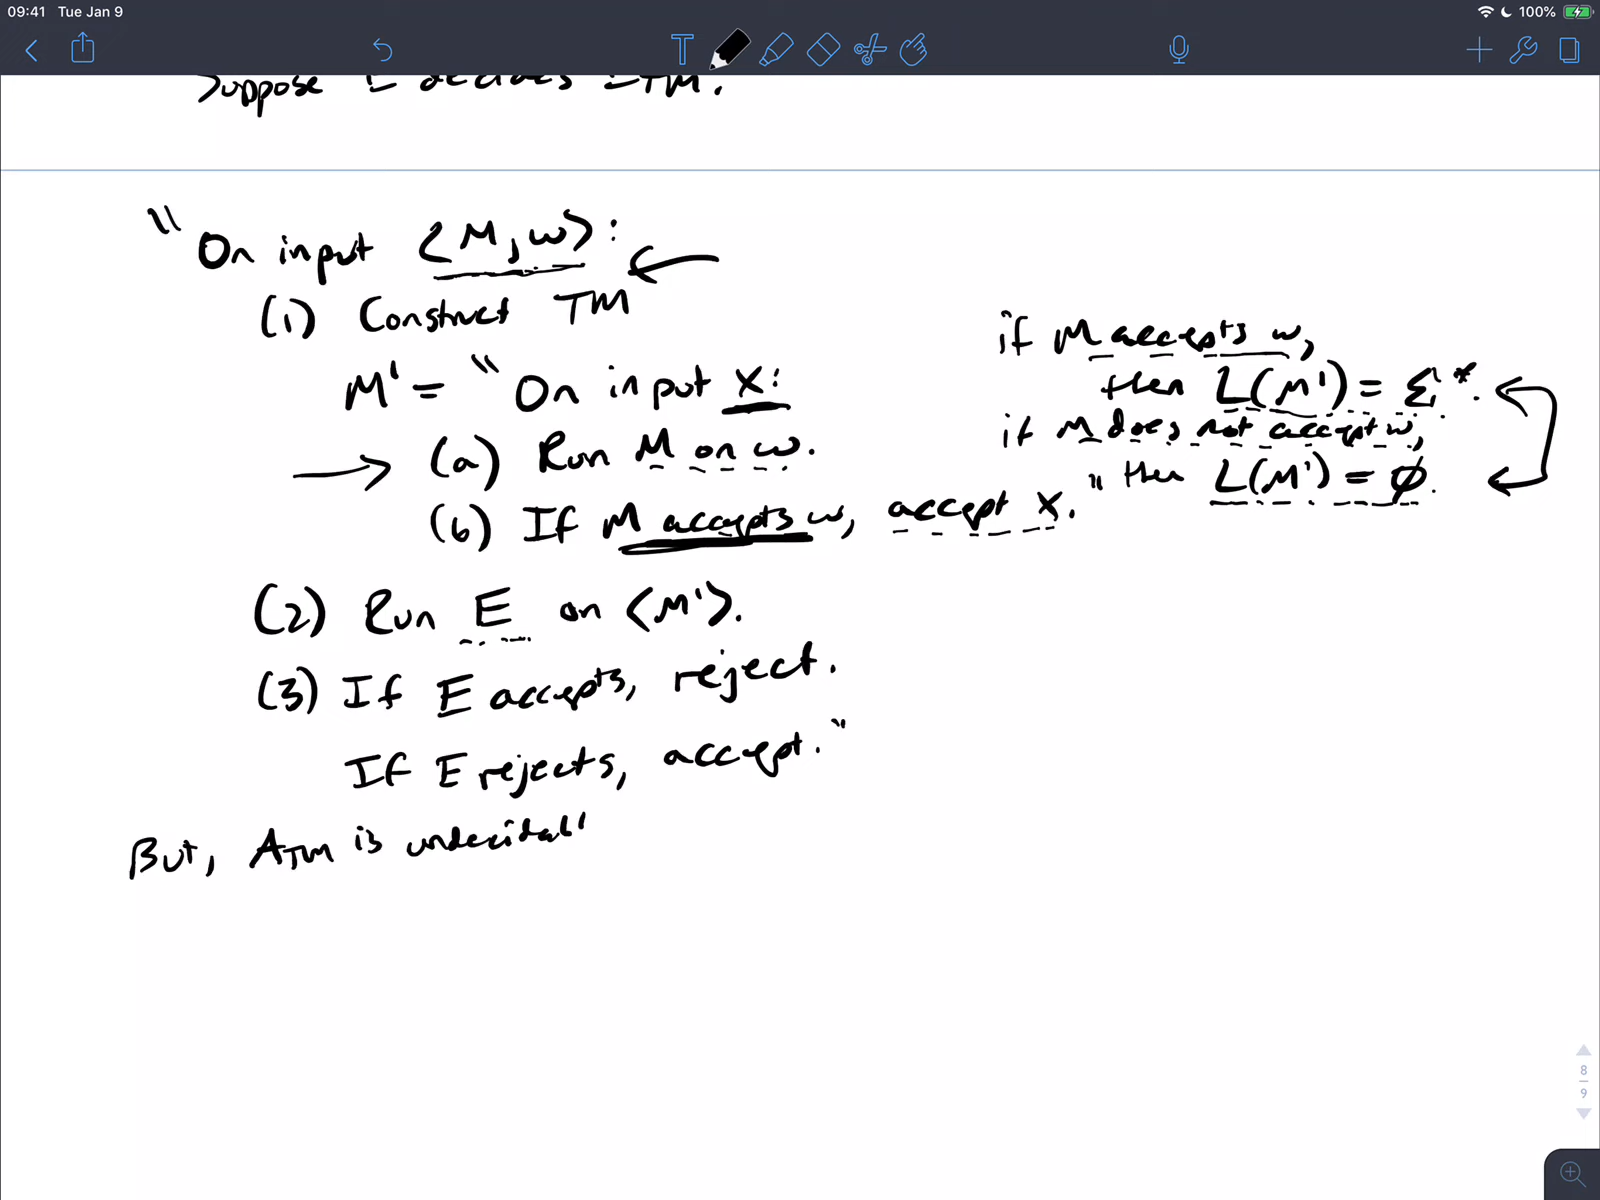 09:41 Tue Jan 9
100%
T
Suppose E decides ETM.
"On input <M, w>:
(1) Construct TM
M' = "On input x:
(a) Run M on w.
(b) If M accepts w, accept x."
if M accepts w,
then L(M') = Σ*.
if M does not accept w,
then L(M') = ∅.
(2) Run E on <M'>.
(3) If E accepts, reject.
If E rejects, accept."
But, ATM is
8
9